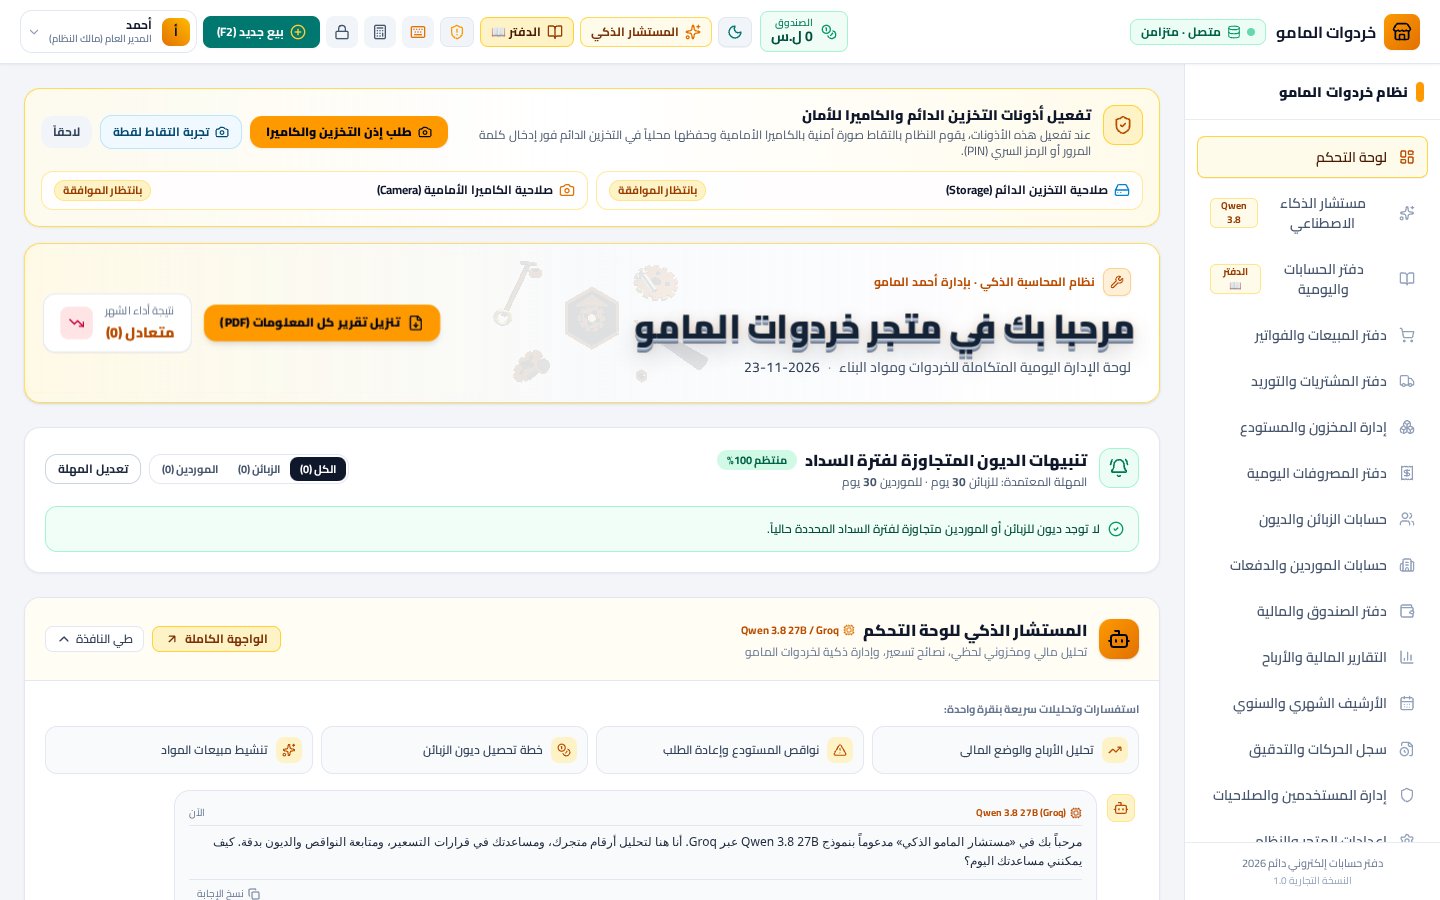 خردوات المامو
متصل · متزامن
الصندوق
0 ل.س
المستشار الذكي
الدفتر 📖
بيع جديد (F2)
أ
أحمد
المدير العام (مالك النظام)
نظام خردوات المامو
لوحة التحكم
مستشار الذكاء الاصطناعي
Qwen 3.8
دفتر الحسابات واليومية
الدفتر 📖
دفتر المبيعات والفواتير
دفتر المشتريات والتوريد
إدارة المخزون والمستودع
دفتر المصروفات اليومية
حسابات الزبائن والديون
حسابات الموردين والدفعات
دفتر الصندوق والمالية
التقارير المالية والأرباح
الأرشيف الشهري والسنوي
سجل الحركات والتدقيق
إدارة المستخدمين والصلاحيات
إعدادات المتجر والنظام
دفتر حسابات إلكتروني دائم 2026
النسخة التجارية 1.0
تفعيل أذونات التخزين الدائم والكاميرا للأمان
عند تفعيل هذه الأذونات، يقوم النظام بالتقاط صورة أمنية بالكاميرا الأمامية وحفظها محلياً في التخزين الدائم فور إدخال كلمة
المرور أو الرمز السري (PIN).
طلب إذن التخزين والكاميرا
تجربة التقاط لقطة
لاحقاً
صلاحية التخزين الدائم (Storage)
بانتظار الموافقة
صلاحية الكاميرا الأمامية (Camera)
بانتظار الموافقة
نظام المحاسبة الذكي · بإدارة أحمد المامو
مرحبا بك في متجر خردوات المامو
لوحة الإدارة اليومية المتكاملة للخردوات ومواد البناء · 23-11-2026
تنزيل تقرير كل المعلومات (PDF)
نتيجة أداء الشهر
متعادل (0)
تنبيهات الديون المتجاوزة لفترة السداد
منتظم 100%
المهلة المعتمدة: للزبائن 30 يوم · للموردين 30 يوم
الكل (0)
الزبائن (0)
الموردين (0)
تعديل المهلة
لا توجد ديون للزبائن أو الموردين متجاوزة لفترة السداد المحددة حالياً.
المستشار الذكي للوحة التحكم
Qwen 3.8 27B / Groq
تحليل مالي ومخزوني لحظي، نصائح تسعير، وإدارة ذكية لخردوات المامو
الواجهة الكاملة
طي النافذة
استفسارات وتحليلات سريعة بنقرة واحدة:
تحليل الأرباح والوضع المالي
نواقص المستودع وإعادة الطلب
خطة تحصيل ديون الزبائن
تنشيط مبيعات المواد
Qwen 3.8 27B (Groq)
الآن
مرحباً بك في «مستشار المامو الذكي» مدعوماً بنموذج Qwen 3.8 27B عبر Groq. أنا هنا لتحليل أرقام متجرك، ومساعدتك في قرارات التسعير، ومتابعة النواقص والديون بدقة. كيف
يمكنني مساعدتك اليوم؟
نسخ الإجابة